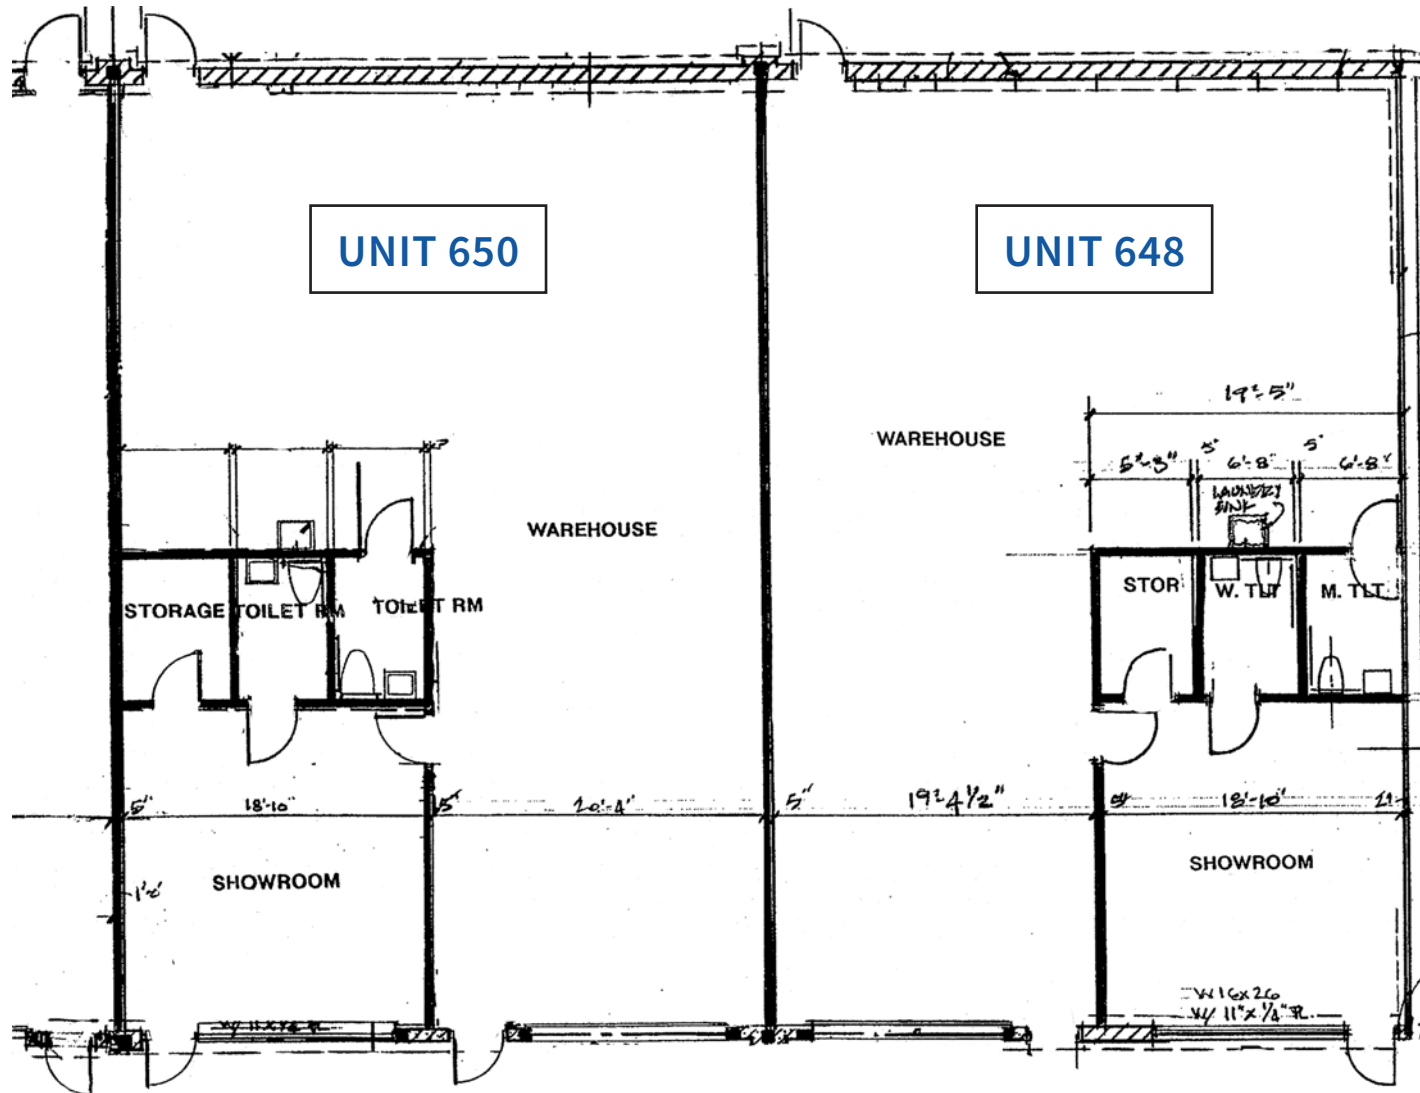 UNIT 650
UNIT 648
19'-5"
WAREHOUSE
5'-3"
5"
6'-8"
5"
6'-8"
LAUNDRY
SINK
WAREHOUSE
STOR
W. TLT
M. TLT
STORAGE
TOILET RM
TOILET RM
5"
18'-10"
5"
20'-4"
5"
19'-4 1/2"
18'-10"
SHOWROOM
SHOWROOM
W16x26
W/ 11" x 1/4" PL